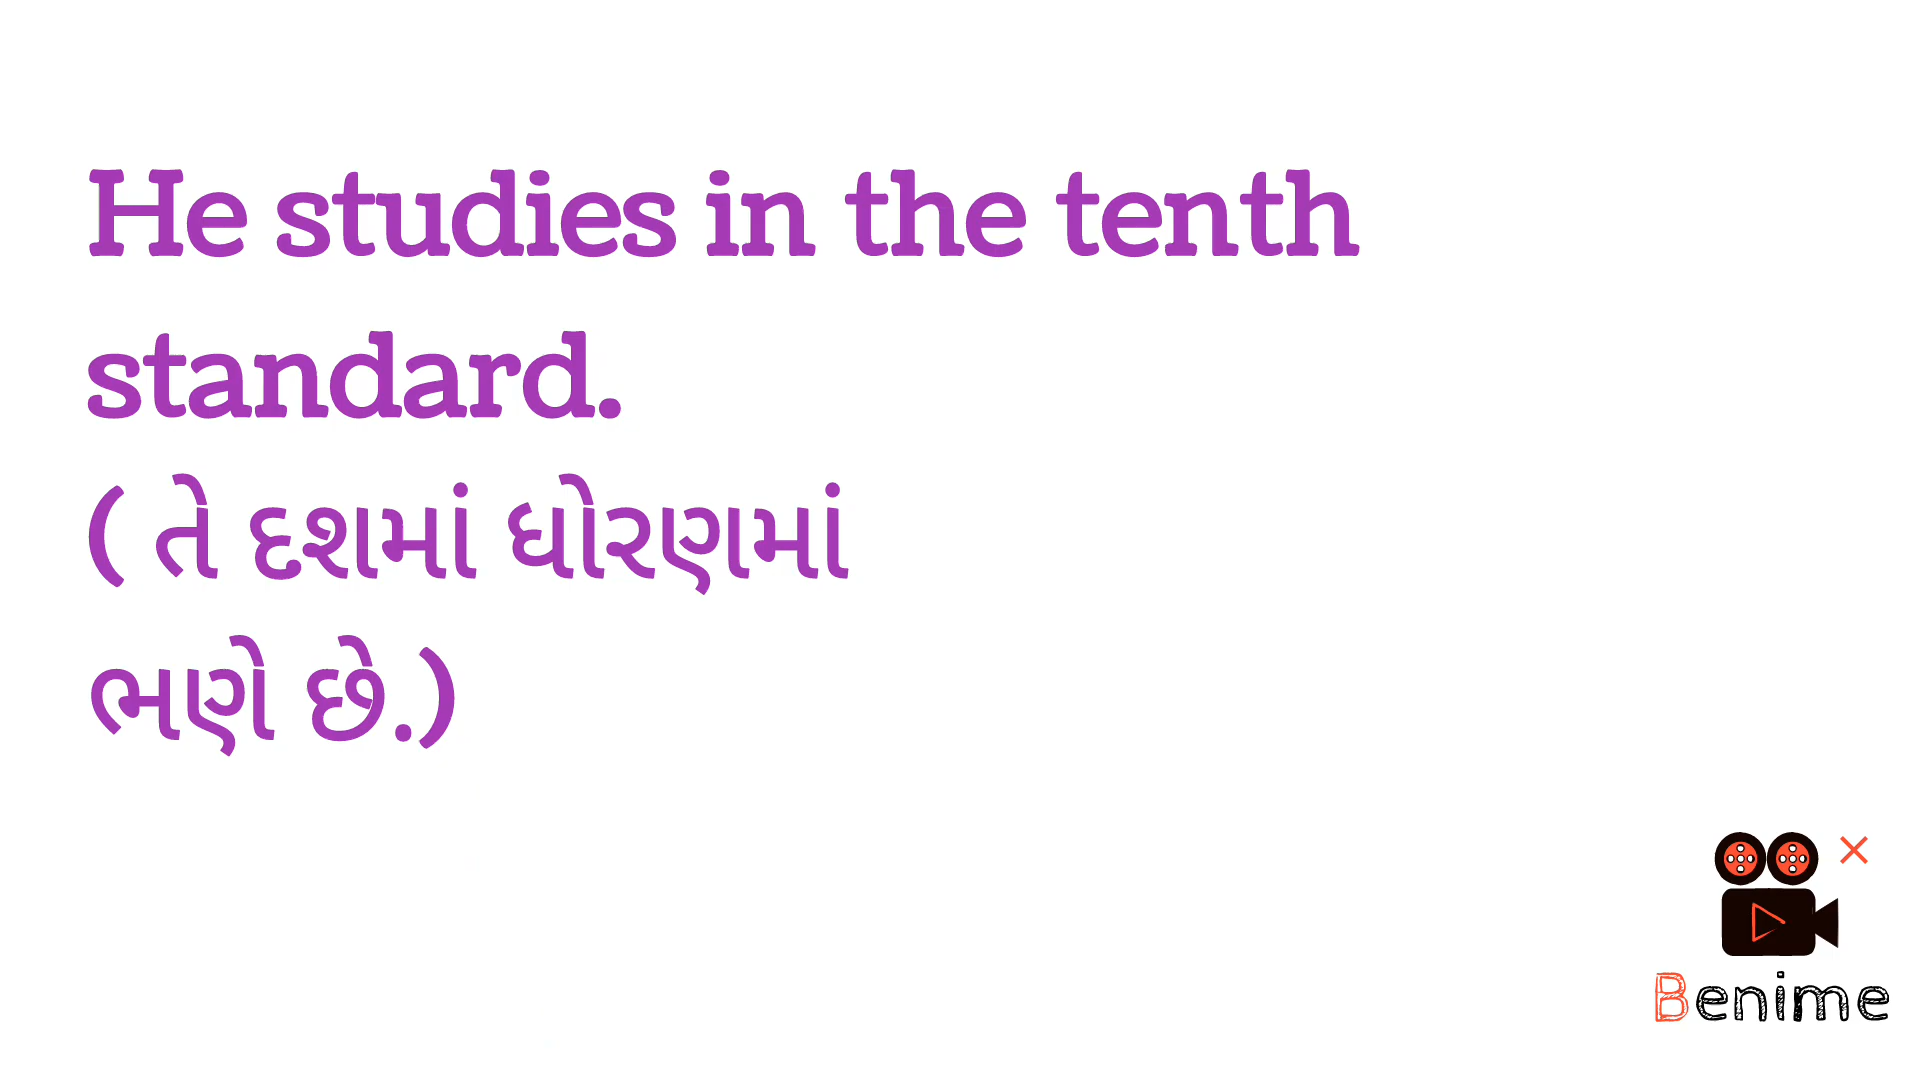 He studies in the tenth
standard.
( તે દશમાં ધોરણમાં
ભણે છે.)
Benime